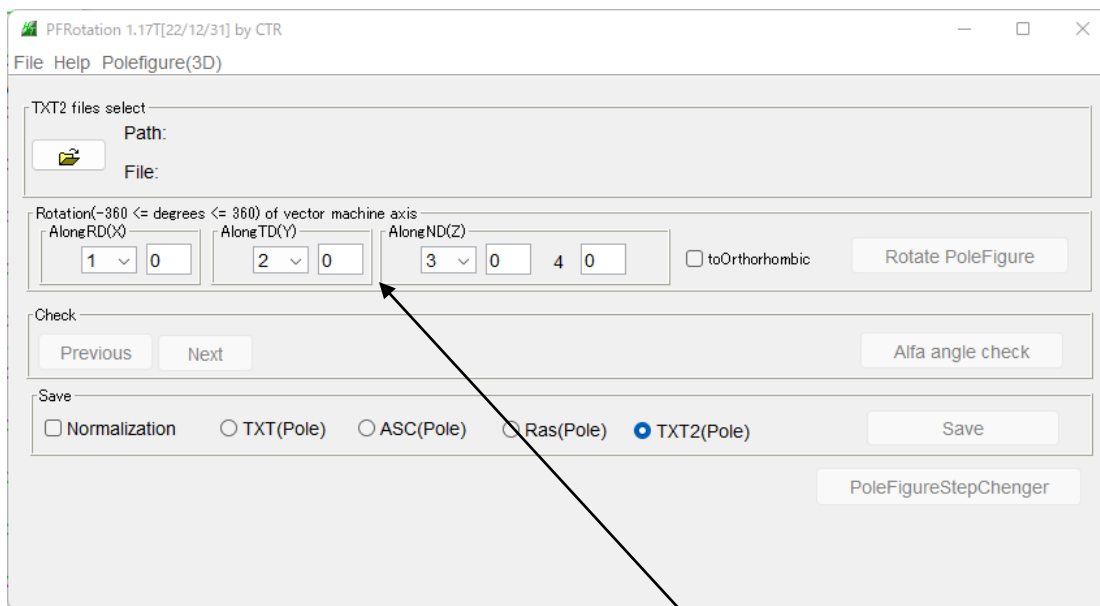 PFRotation 1.17T[22/12/31] by CTR
File Help Polefigure(3D)
TXT2 files select
Path:
File:
Rotation(-360 <= degrees <= 360) of vector machine axis
AlongRD(X) AlongTD(Y) AlongND(Z)
1 0 2 0 3 0 4 0 toOrthorhombic Rotate PoleFigure
Check
Previous Next Alfa angle check
Save
Normalization TXT(Pole) ASC(Pole) Ras(Pole) TXT2(Pole) Save
PoleFigureStepChenger